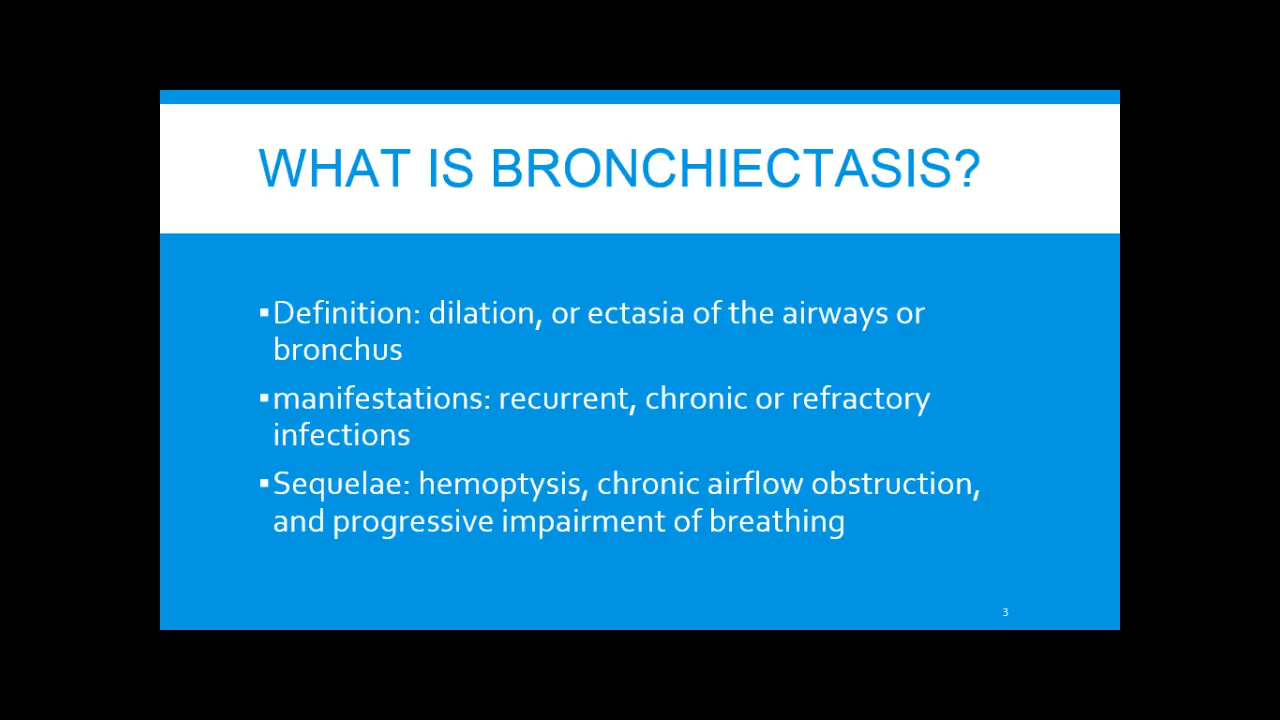 WHAT IS BRONCHIECTASIS?
▪Definition: dilation, or ectasia of the airways or
bronchus
▪manifestations: recurrent, chronic or refractory
infections
▪Sequelae: hemoptysis, chronic airflow obstruction,
and progressive impairment of breathing
3